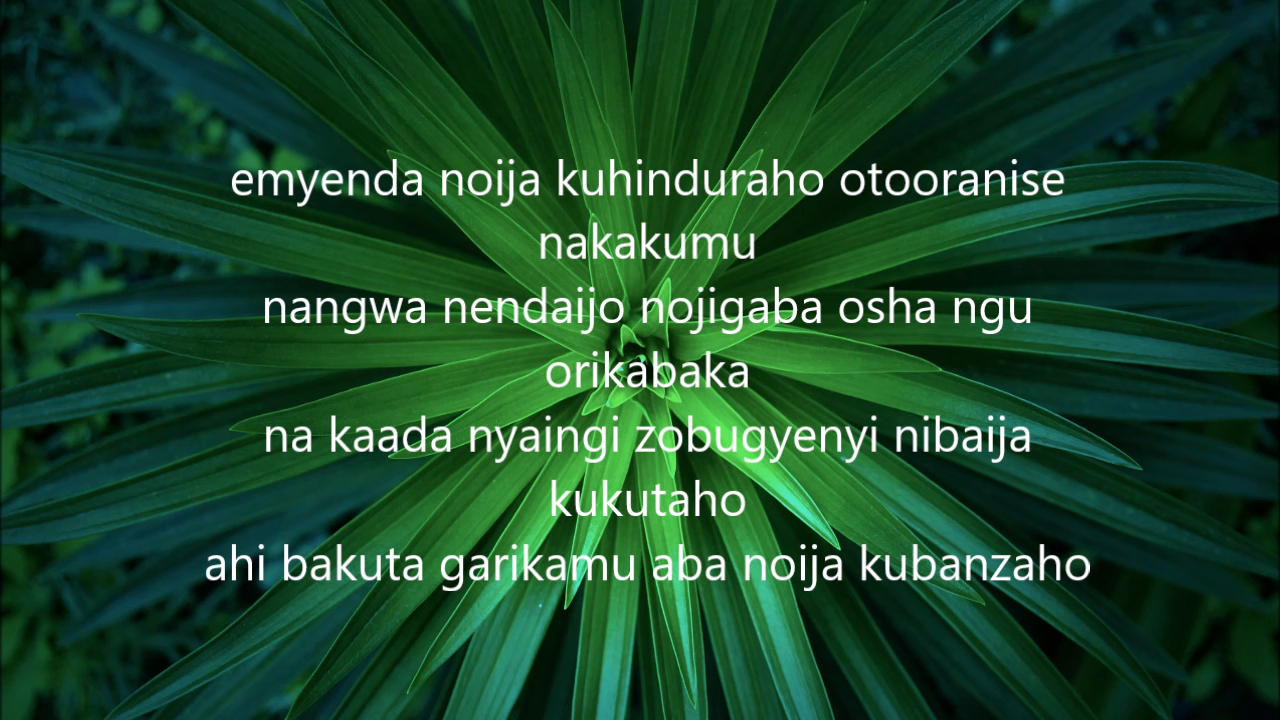 emyenda noija kuhinduraho otooranise
nakakumu
nangwa nendaijo nojigaba osha ngu
orikabaka
na kaada nyaingi zobugyenyi nibaija
kukutaho
ahi bakuta garikamu aba noija kubanzaho